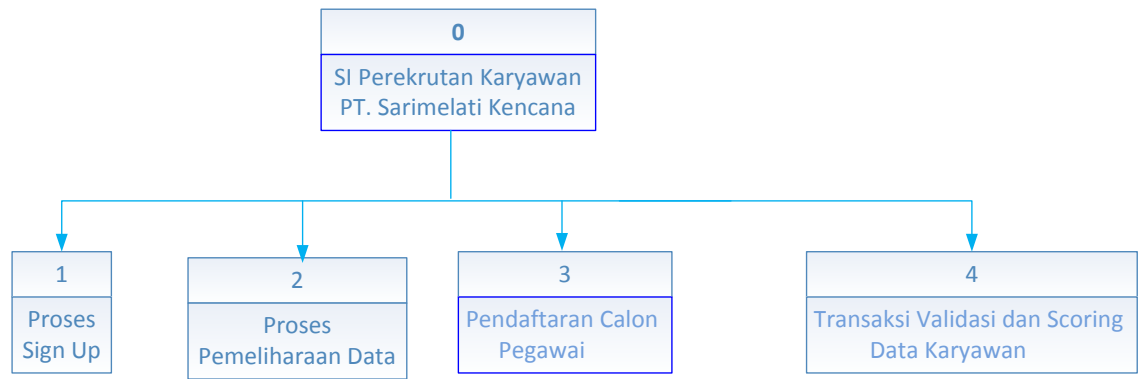 0
SI Perekrutan Karyawan
PT. Sarimelati Kencana
1
Proses
Sign Up
2
Proses
Pemeliharaan Data
3
Pendaftaran Calon
Pegawai
4
Transaksi Validasi dan Scoring
Data Karyawan